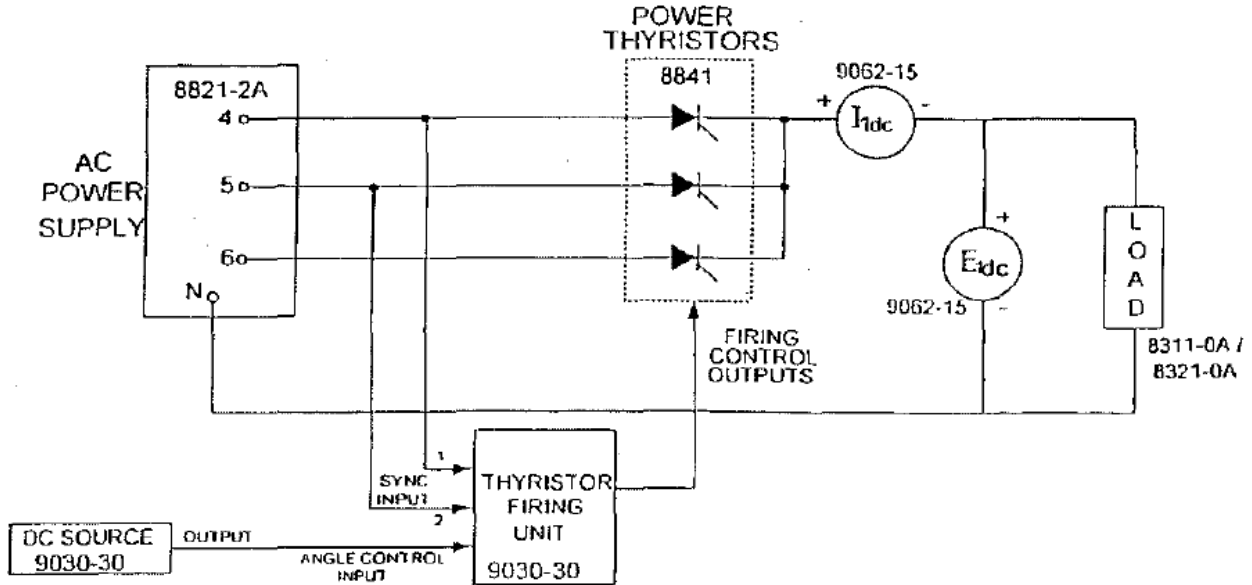 POWER
THYRISTORS
8821-2A
8841
9062-15
4
+
I1dc
-
AC
POWER
SUPPLY
5
6
N
+
E1dc
9062-15
-
LOAD
8311-0A /
8321-0A
FIRING
CONTROL
OUTPUTS
1
SYNC
INPUT
2
THYRISTOR
FIRING
UNIT
9030-30
DC SOURCE
9030-30
OUTPUT
ANGLE CONTROL
INPUT